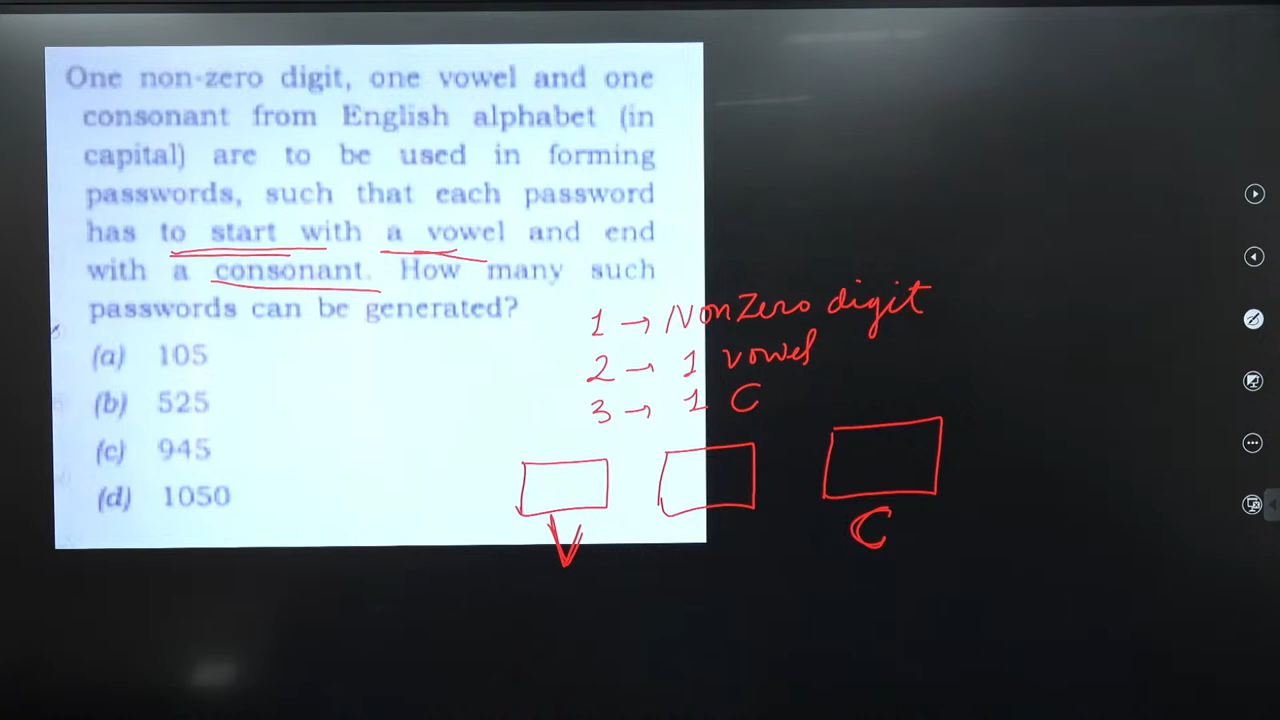 One non-zero digit, one vowel and one
consonant from English alphabet (in
capital) are to be used in forming
passwords, such that each password
has to start with a vowel and end
with a consonant. How many such
passwords can be generated?
(a) 105
(b) 525
(c) 945
(d) 1050
1 → Non Zero digit
2 → 1 vowel
3 → 1 C
V
C